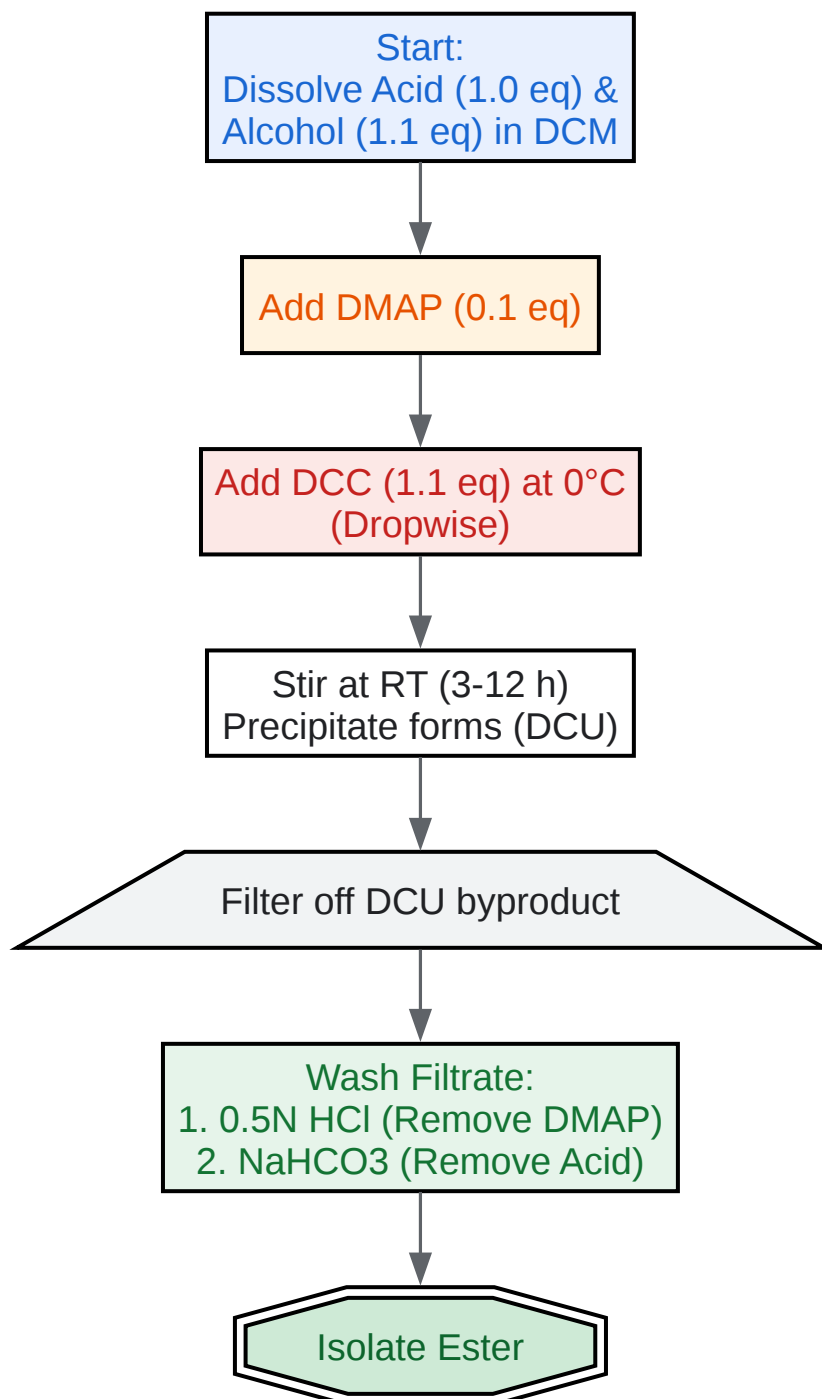 Start:
Dissolve Acid (1.0 eq) &
Alcohol (1.1 eq) in DCM
Add DMAP (0.1 eq)
Add DCC (1.1 eq) at 0°C
(Dropwise)
Stir at RT (3-12 h)
Precipitate forms (DCU)
Filter off DCU byproduct
Wash Filtrate:
1. 0.5N HCl (Remove DMAP)
2. NaHCO3 (Remove Acid)
Isolate Ester